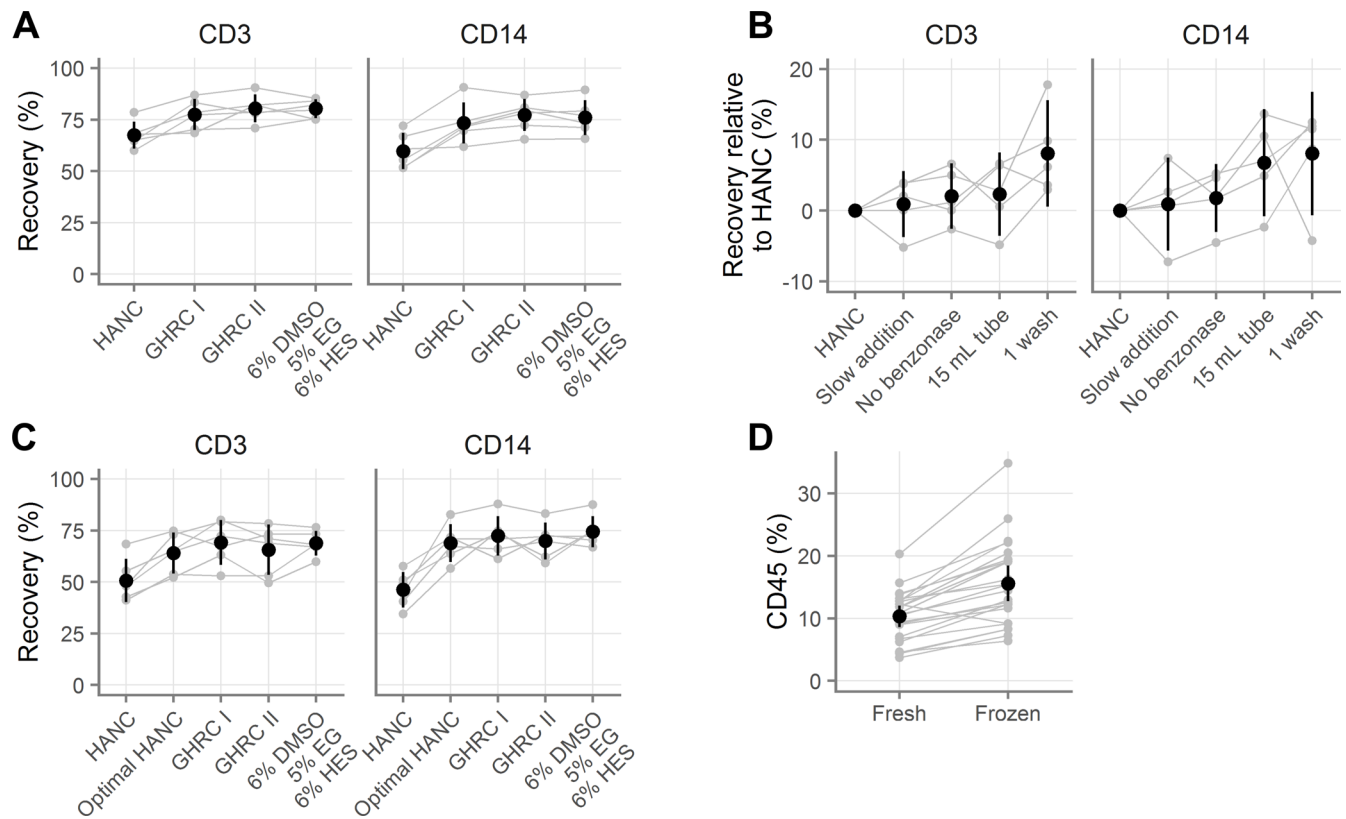 A
CD3
CD14
Recovery (%)
100
75
50
25
0
HANC
GHRC I
GHRC II
6% DMSO
5% EG
6% HES
HANC
GHRC I
GHRC II
6% DMSO
5% EG
6% HES
B
CD3
CD14
Recovery relative
to HANC (%)
20
10
0
-10
HANC
Slow addition
No benzonase
15 mL tube
1 wash
HANC
Slow addition
No benzonase
15 mL tube
1 wash
C
CD3
CD14
Recovery (%)
100
75
50
25
0
HANC
Optimal HANC
GHRC I
GHRC II
6% DMSO
5% EG
6% HES
HANC
Optimal HANC
GHRC I
GHRC II
6% DMSO
5% EG
6% HES
D
CD45 (%)
30
20
10
0
Fresh
Frozen